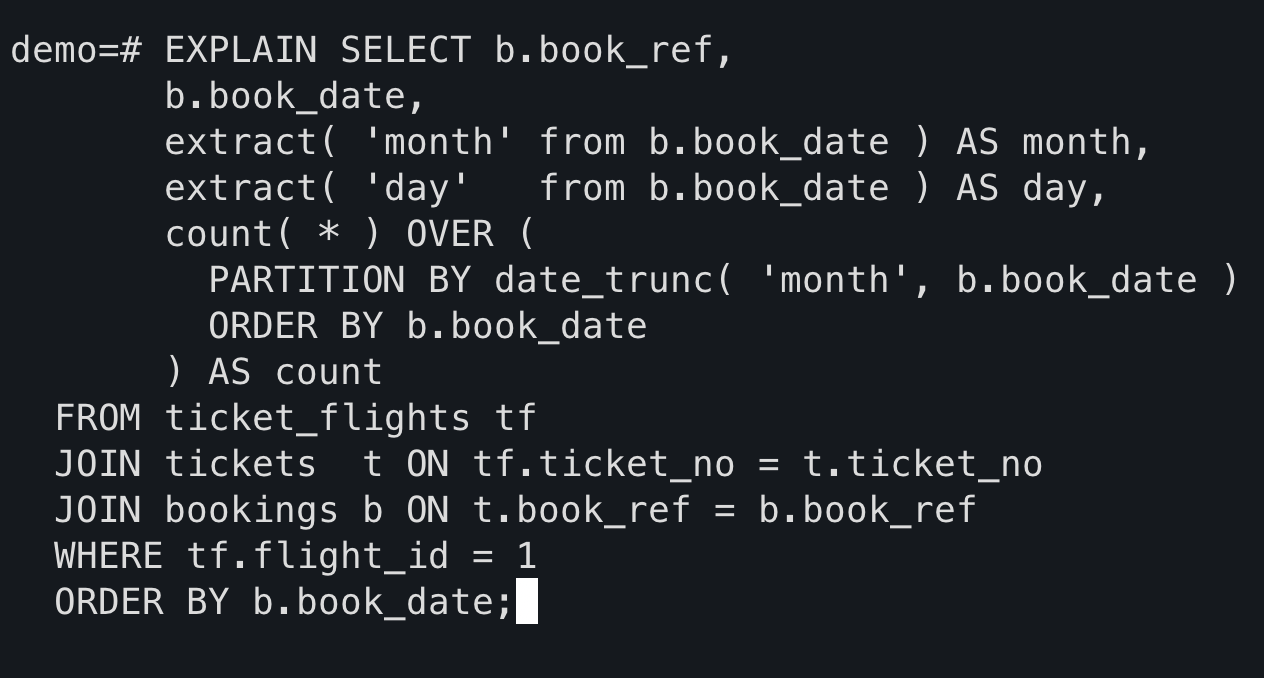 demo=# EXPLAIN SELECT b.book_ref,
       b.book_date,
       extract( 'month' from b.book_date ) AS month,
       extract( 'day'   from b.book_date ) AS day,
       count( * ) OVER (
         PARTITION BY date_trunc( 'month', b.book_date )
         ORDER BY b.book_date
       ) AS count
  FROM ticket_flights tf
  JOIN tickets  t ON tf.ticket_no = t.ticket_no
  JOIN bookings b ON t.book_ref = b.book_ref
  WHERE tf.flight_id = 1
  ORDER BY b.book_date;